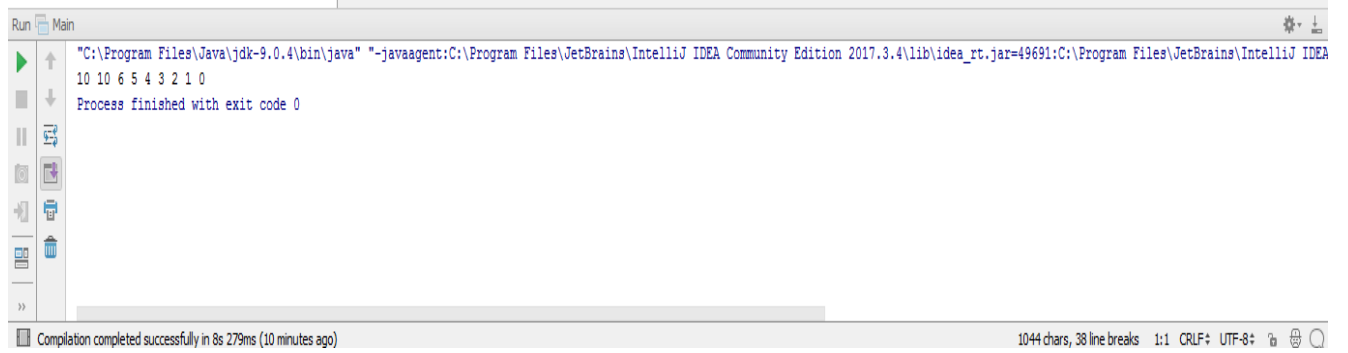 Run Main
"C:\Program Files\Java\jdk-9.0.4\bin\java" "-javaagent:C:\Program Files\JetBrains\IntelliJ IDEA Community Edition 2017.3.4\lib\idea_rt.jar=49691:C:\Program Files\JetBrains\IntelliJ IDEA
10 10 6 5 4 3 2 1 0
Process finished with exit code 0
Compilation completed successfully in 8s 279ms (10 minutes ago) 1044 chars, 38 line breaks 1:1 CRLF UTF-8